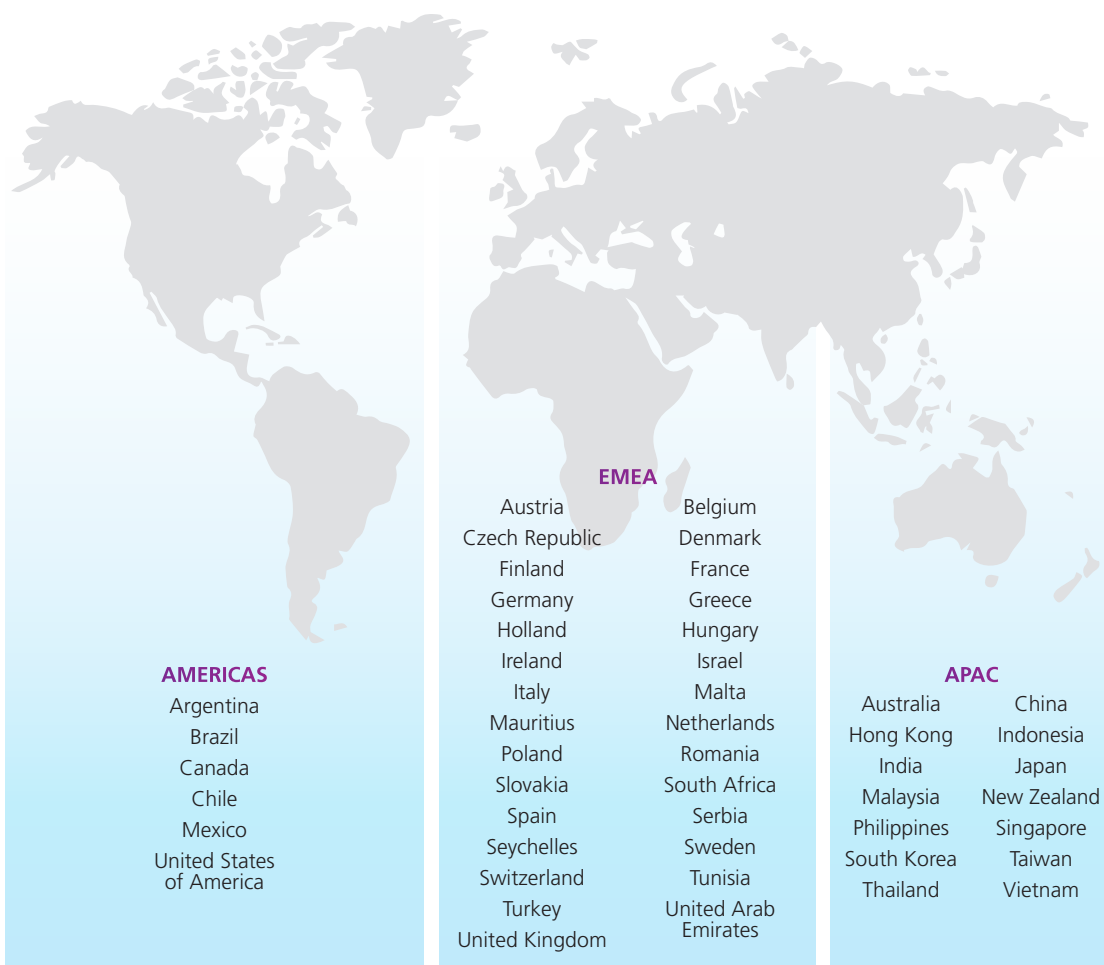 EMEA
Austria Belgium
Czech Republic Denmark
Finland France
Germany Greece
Holland Hungary
Ireland Israel
Italy Malta
Mauritius Netherlands
Poland Romania
Slovakia South Africa
Spain Serbia
Seychelles Sweden
Switzerland Tunisia
Turkey United Arab
Emirates
United Kingdom
AMERICAS
Argentina
Brazil
Canada
Chile
Mexico
United States
of America
APAC
Australia China
Hong Kong Indonesia
India Japan
Malaysia New Zealand
Philippines Singapore
South Korea Taiwan
Thailand Vietnam